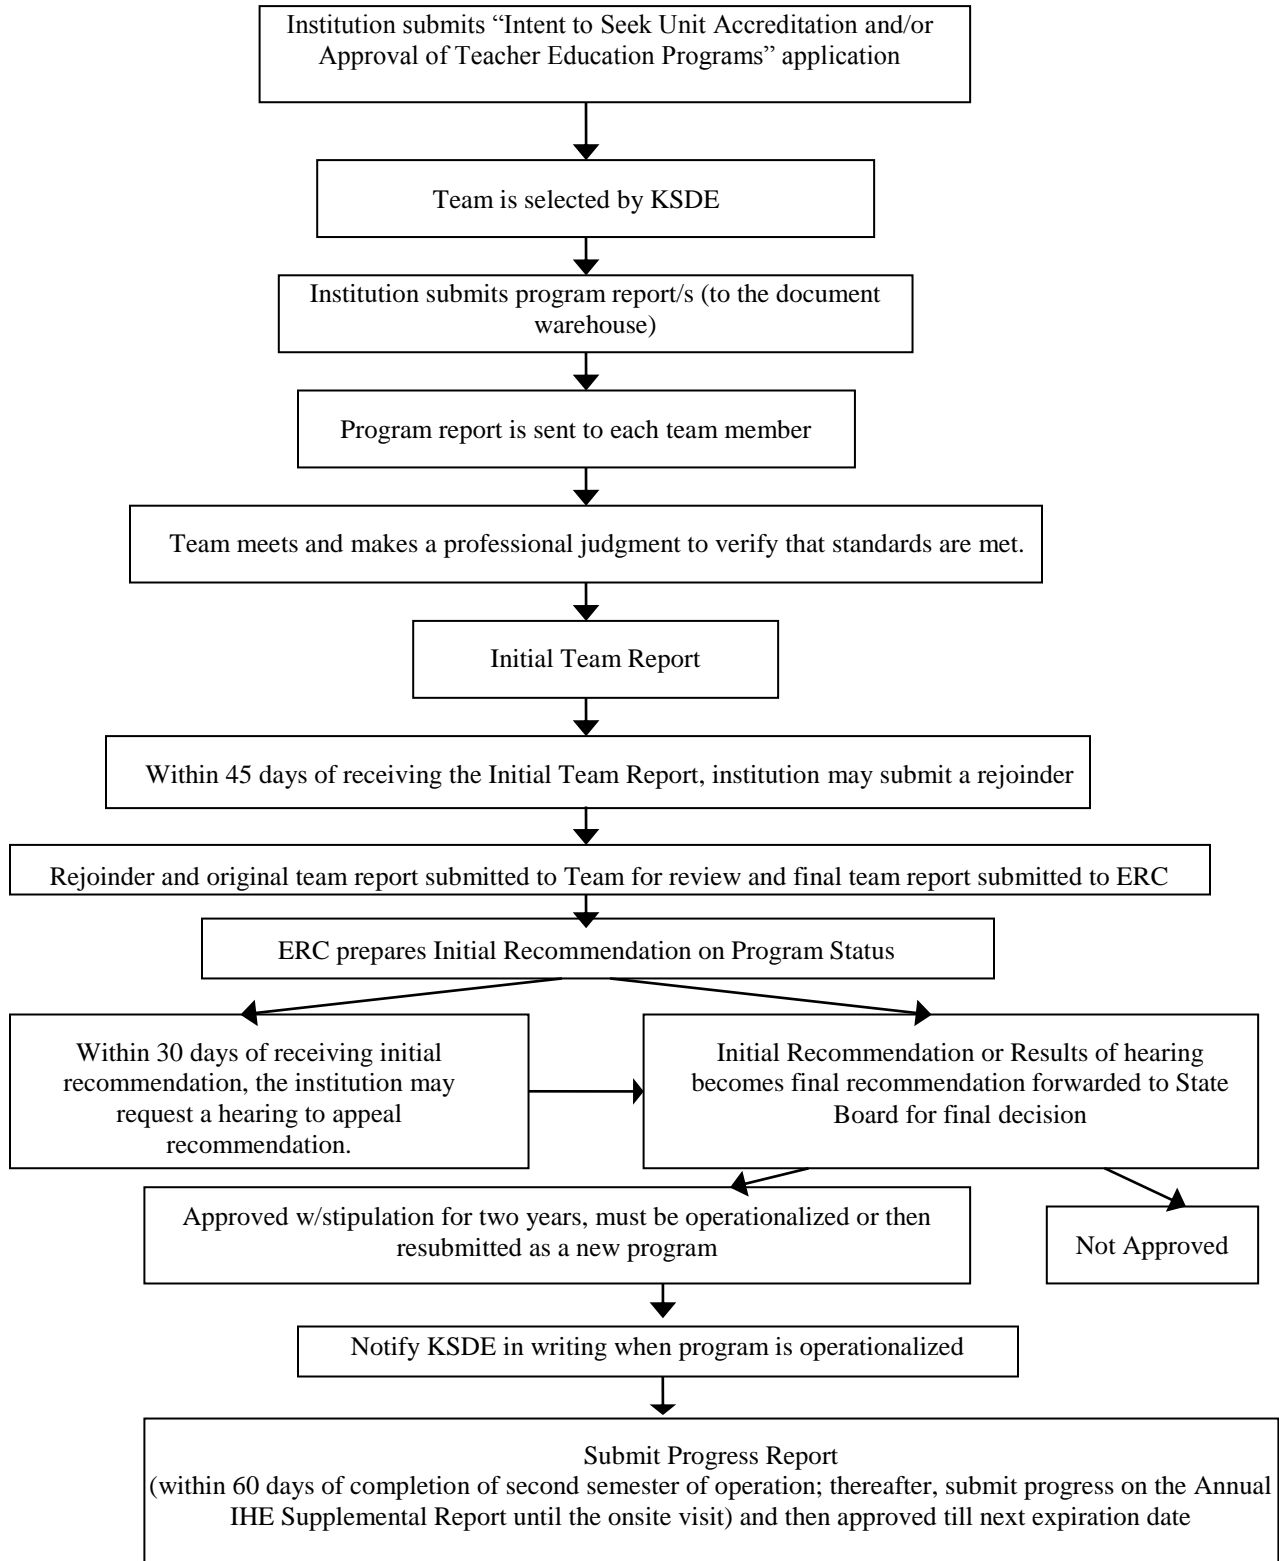 Institution submits “Intent to Seek Unit Accreditation and/or
Approval of Teacher Education Programs” application
Team is selected by KSDE
Institution submits program report/s (to the document
warehouse)
Program report is sent to each team member
Team meets and makes a professional judgment to verify that standards are met.
Initial Team Report
Within 45 days of receiving the Initial Team Report, institution may submit a rejoinder
Rejoinder and original team report submitted to Team for review and final team report submitted to ERC
ERC prepares Initial Recommendation on Program Status
Within 30 days of receiving initial
recommendation, the institution may
request a hearing to appeal
recommendation.
Initial Recommendation or Results of hearing
becomes final recommendation forwarded to State
Board for final decision
Approved w/stipulation for two years, must be operationalized or then
resubmitted as a new program
Not Approved
Notify KSDE in writing when program is operationalized
Submit Progress Report
(within 60 days of completion of second semester of operation; thereafter, submit progress on the Annual
IHE Supplemental Report until the onsite visit) and then approved till next expiration date